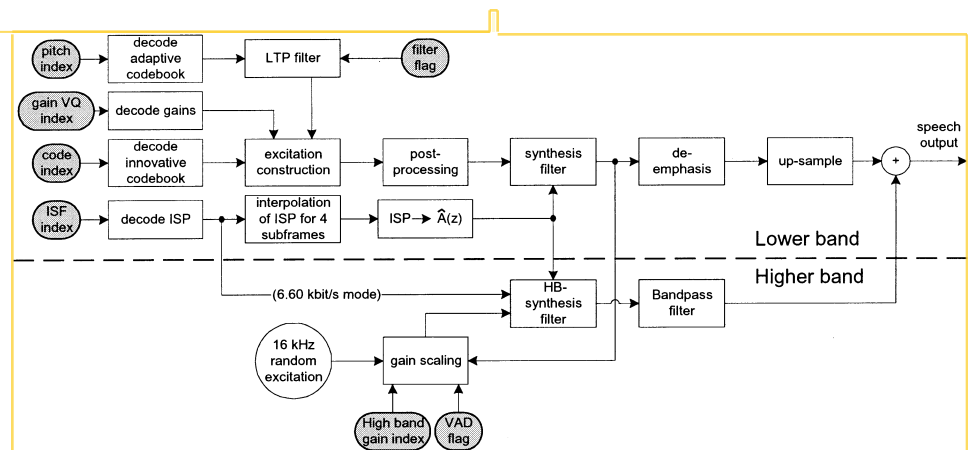 pitch
index
decode
adaptive
codebook
LTP filter
filter
flag
gain VQ
index
decode gains
code
index
decode
innovative
codebook
excitation
construction
post-
processing
synthesis
filter
de-
emphasis
up-sample
+
speech
output
ISF
index
decode ISP
interpolation
of ISP for 4
subframes
ISP→ Â(z)
Lower band
Higher band
(6.60 kbit/s mode)
HB-
synthesis
filter
Bandpass
filter
16 kHz
random
excitation
gain scaling
High band
gain index
VAD
flag